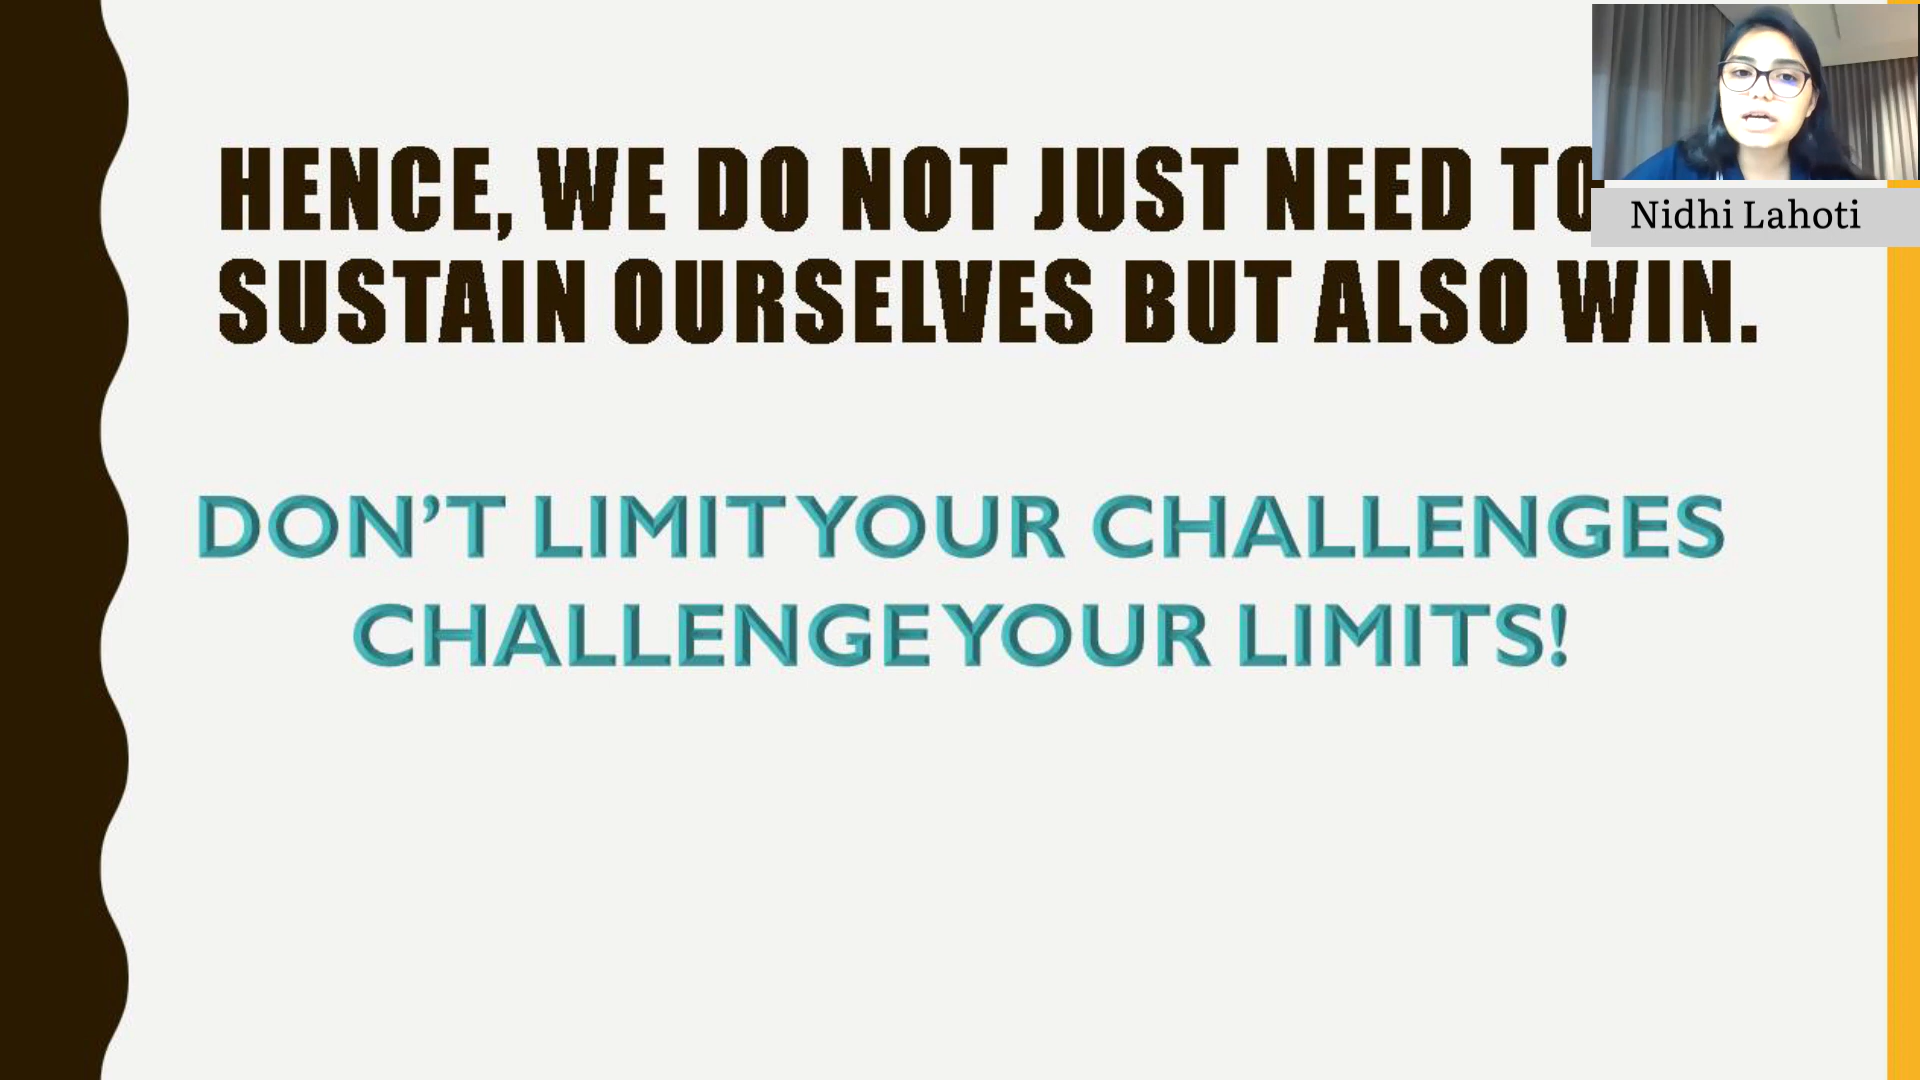 HENCE, WE DO NOT JUST NEED TO
SUSTAIN OURSELVES BUT ALSO WIN.
DON'T LIMIT YOUR CHALLENGES
CHALLENGE YOUR LIMITS!
Nidhi Lahoti